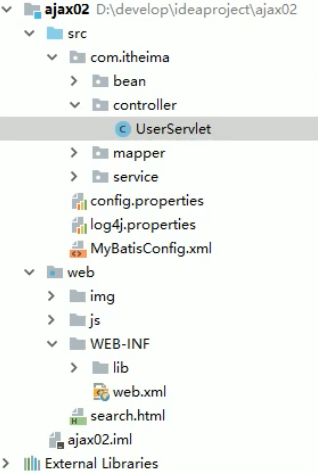 ajax02 D:\develop\ideaproject\ajax02
src
com.itheima
bean
controller
C UserServlet
mapper
service
config.properties
log4j.properties
MyBatisConfig.xml
web
img
js
WEB-INF
lib
web.xml
H search.html
ajax02.iml
External Libraries